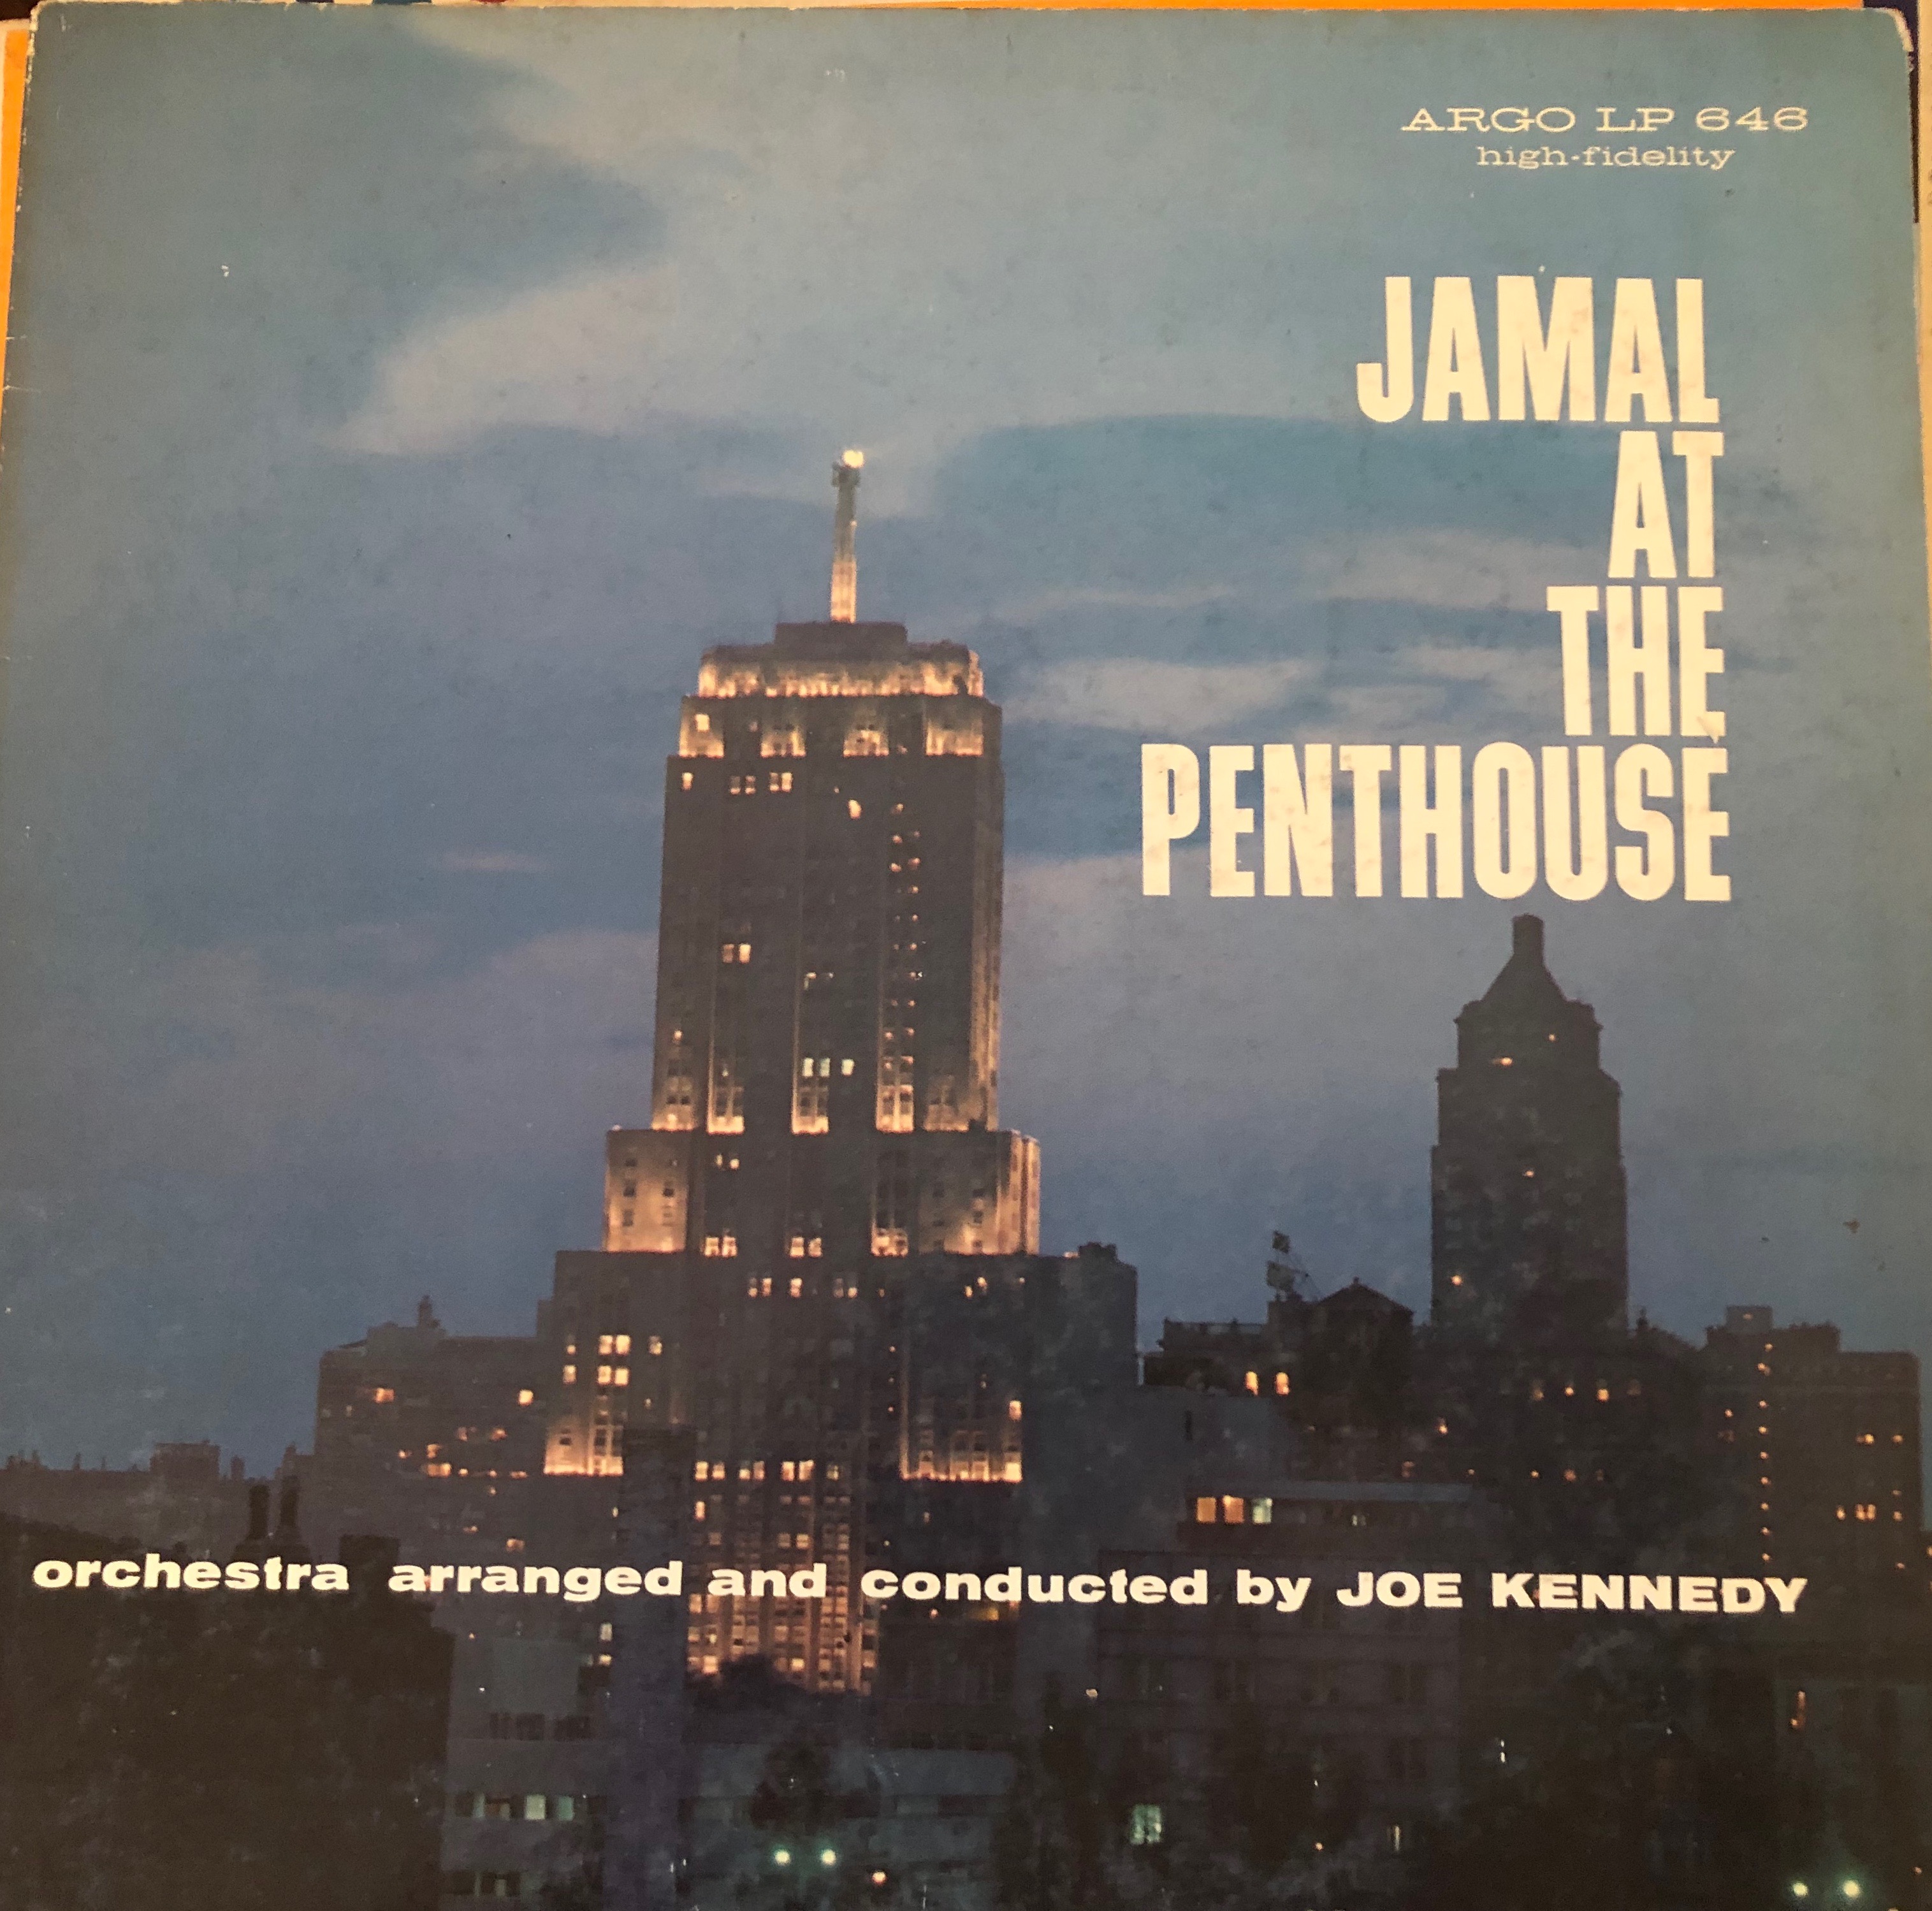 ARGO LP 646
high-fidelity
JAMAL
AT
THE
PENTHOUSE
orchestra arranged and conducted by JOE KENNEDY